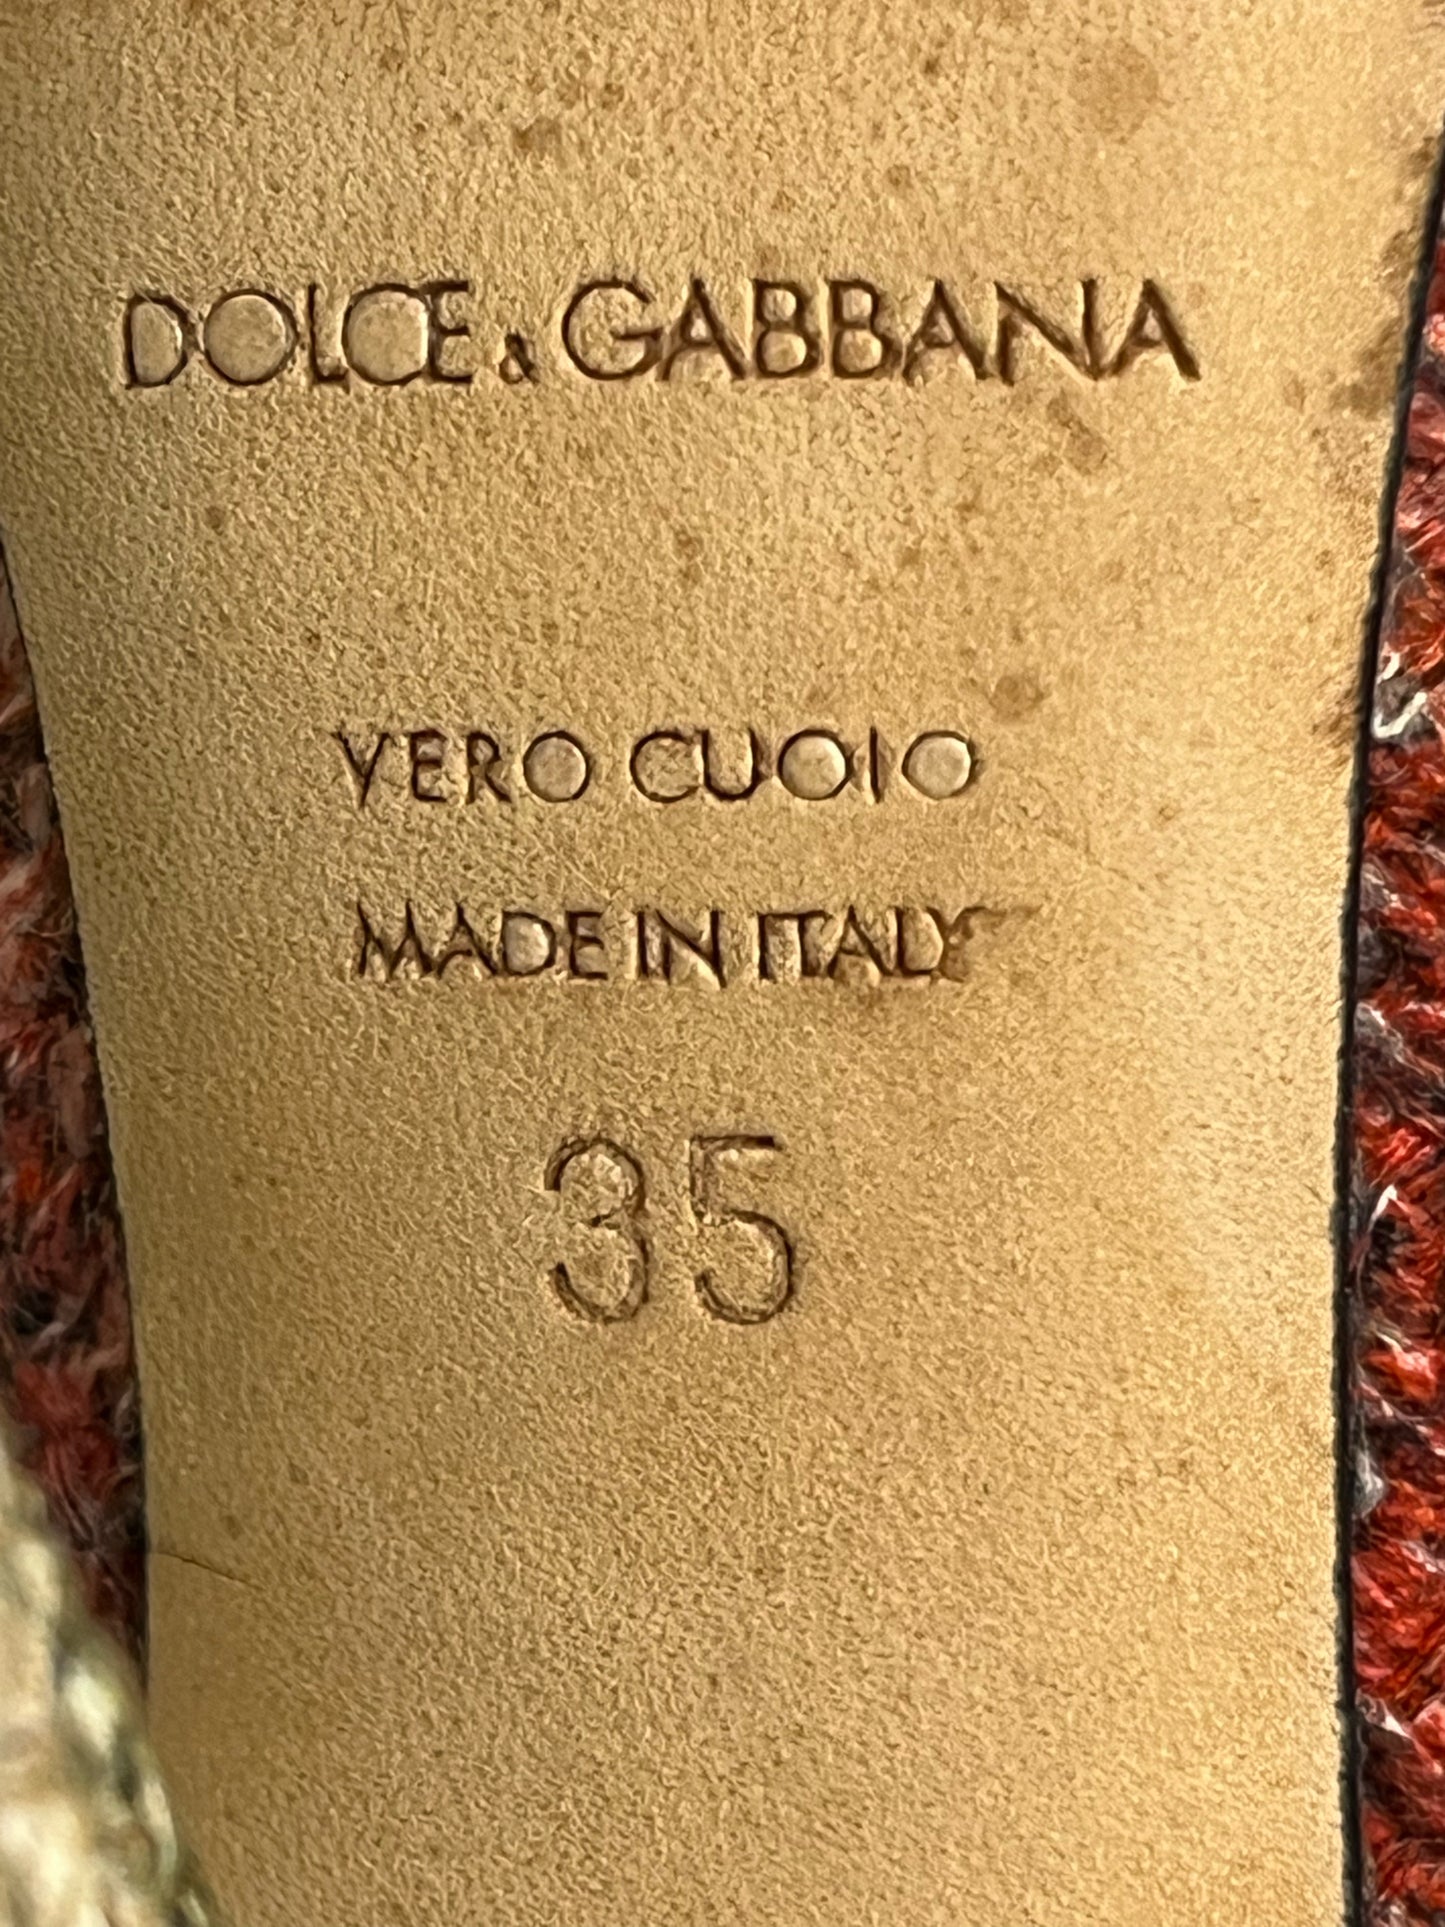 DOLCE & GABBANA
VERO CUOIO
MADE IN ITALY
35